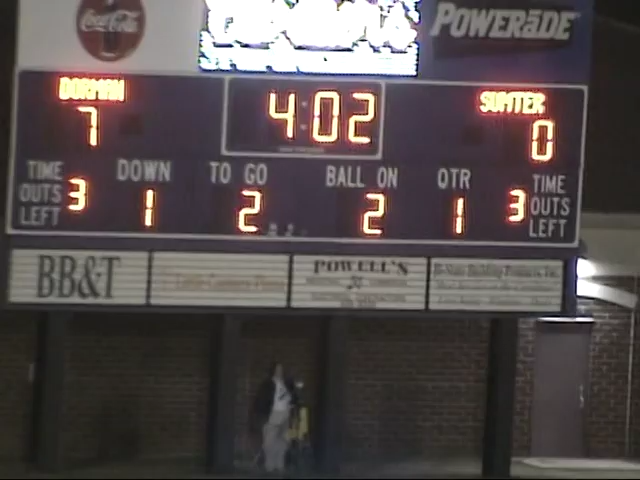 Coca-Cola
POWERADE
DORMAN
7
4:02
SUMTER
0
TIME OUTS LEFT 3
DOWN 1
TO GO 2
BALL ON 2
QTR 1
3 TIME OUTS LEFT
BB&T
POWELL'S